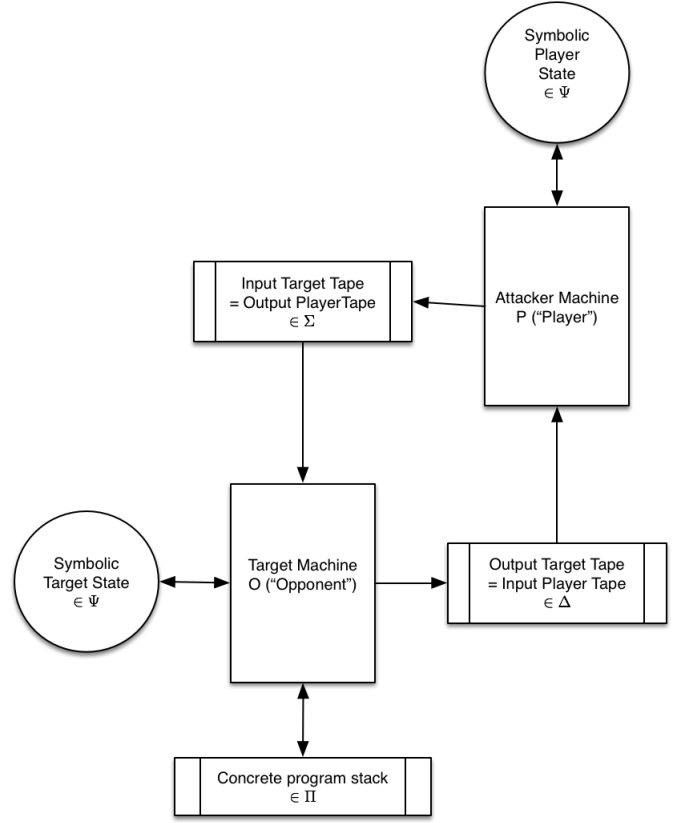 Symbolic
Player
State
∈ Ψ
Input Target Tape
= Output PlayerTape
∈ Σ
Attacker Machine
P (“Player”)
Symbolic
Target State
∈ Ψ
Target Machine
O (“Opponent”)
Output Target Tape
= Input Player Tape
∈ Δ
Concrete program stack
∈ Π